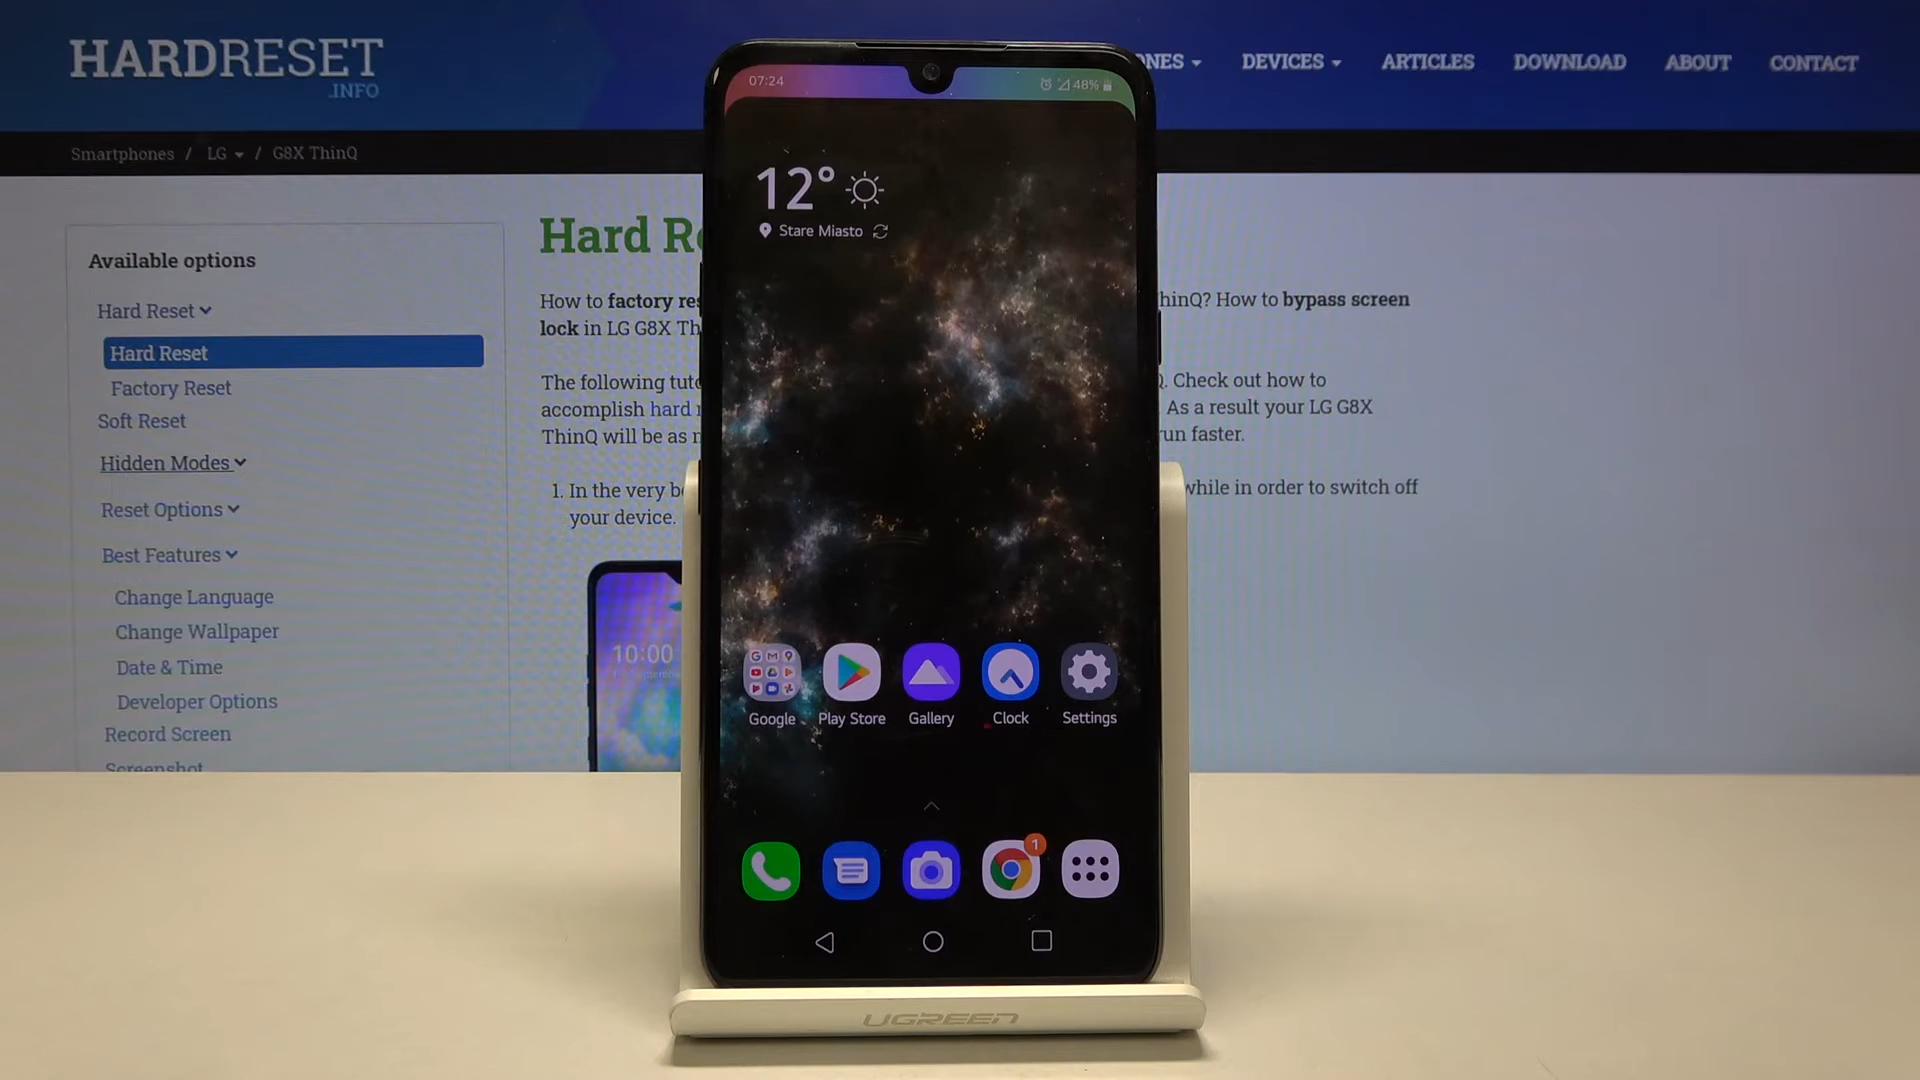 HARDRESET
.INFO
NES
DEVICES
ARTICLES
DOWNLOAD
ABOUT
CONTACT
Smartphones / LG / G8X ThinQ
Available options
Hard Reset
Hard Reset
Factory Reset
Soft Reset
Hidden Modes
Reset Options
Best Features
Change Language
Change Wallpaper
Date & Time
Developer Options
Record Screen
Screenshot
Hard R
How to factory res
hinQ? How to bypass screen
lock in LG G8X Th
The following tuto
Q. Check out how to
accomplish hard r
. As a result your LG G8X
ThinQ will be as
run faster.
1. In the very be
while in order to switch off
your device.
10:00
07:24
48%
12°
Stare Miasto
Google
Play Store
Gallery
Clock
Settings
1
UGREEN